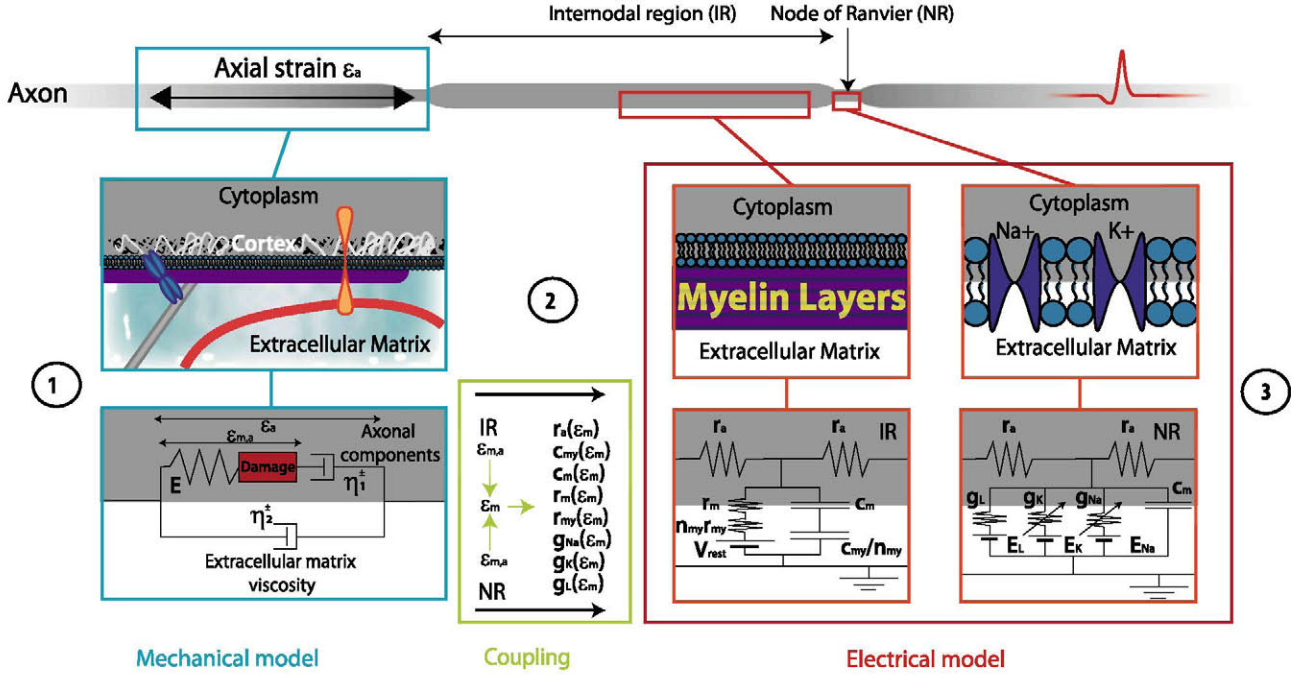 Internodal region (IR)
Node of Ranvier (NR)
Axial strain εa
Axon
Cytoplasm
Cortex
Extracellular Matrix
1
εa
εm,a
Axonal
components
E
Damage
η1±
η2±
Extracellular matrix
viscosity
Mechanical model
2
IR
εm,a
εm
εm,a
NR
ra(εm)
cmy(εm)
cm(εm)
rm(εm)
rmy(εm)
gNa(εm)
gK(εm)
gL(εm)
Coupling
Cytoplasm
Myelin Layers
Extracellular Matrix
ra
ra
IR
rm
nmyrmy
Vrest
cm
cmy/nmy
Cytoplasm
Na+
K+
Extracellular Matrix
3
ra
ra
NR
gL
gK
gNa
cm
EL
EK
ENa
Electrical model